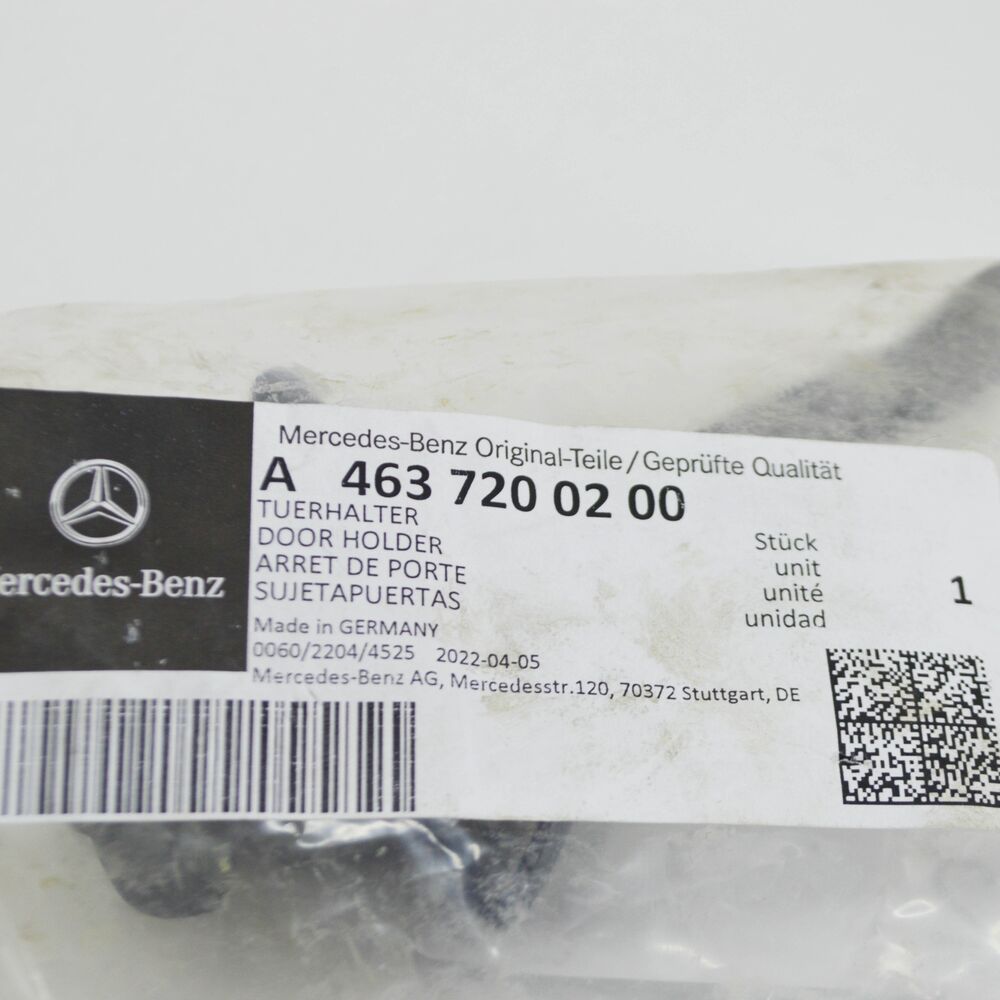 Mercedes-Benz Original-Teile/Geprüfte Qualität
A 463 720 02 00
TUERHALTER
DOOR HOLDER
ARRET DE PORTE
SUJETAPUERTAS
Stück
unit
unité
unidad
1
ercedes-Benz
Made in GERMANY
0060/2204/4525 2022-04-05
Mercedes-Benz AG, Mercedesstr.120, 70372 Stuttgart, DE